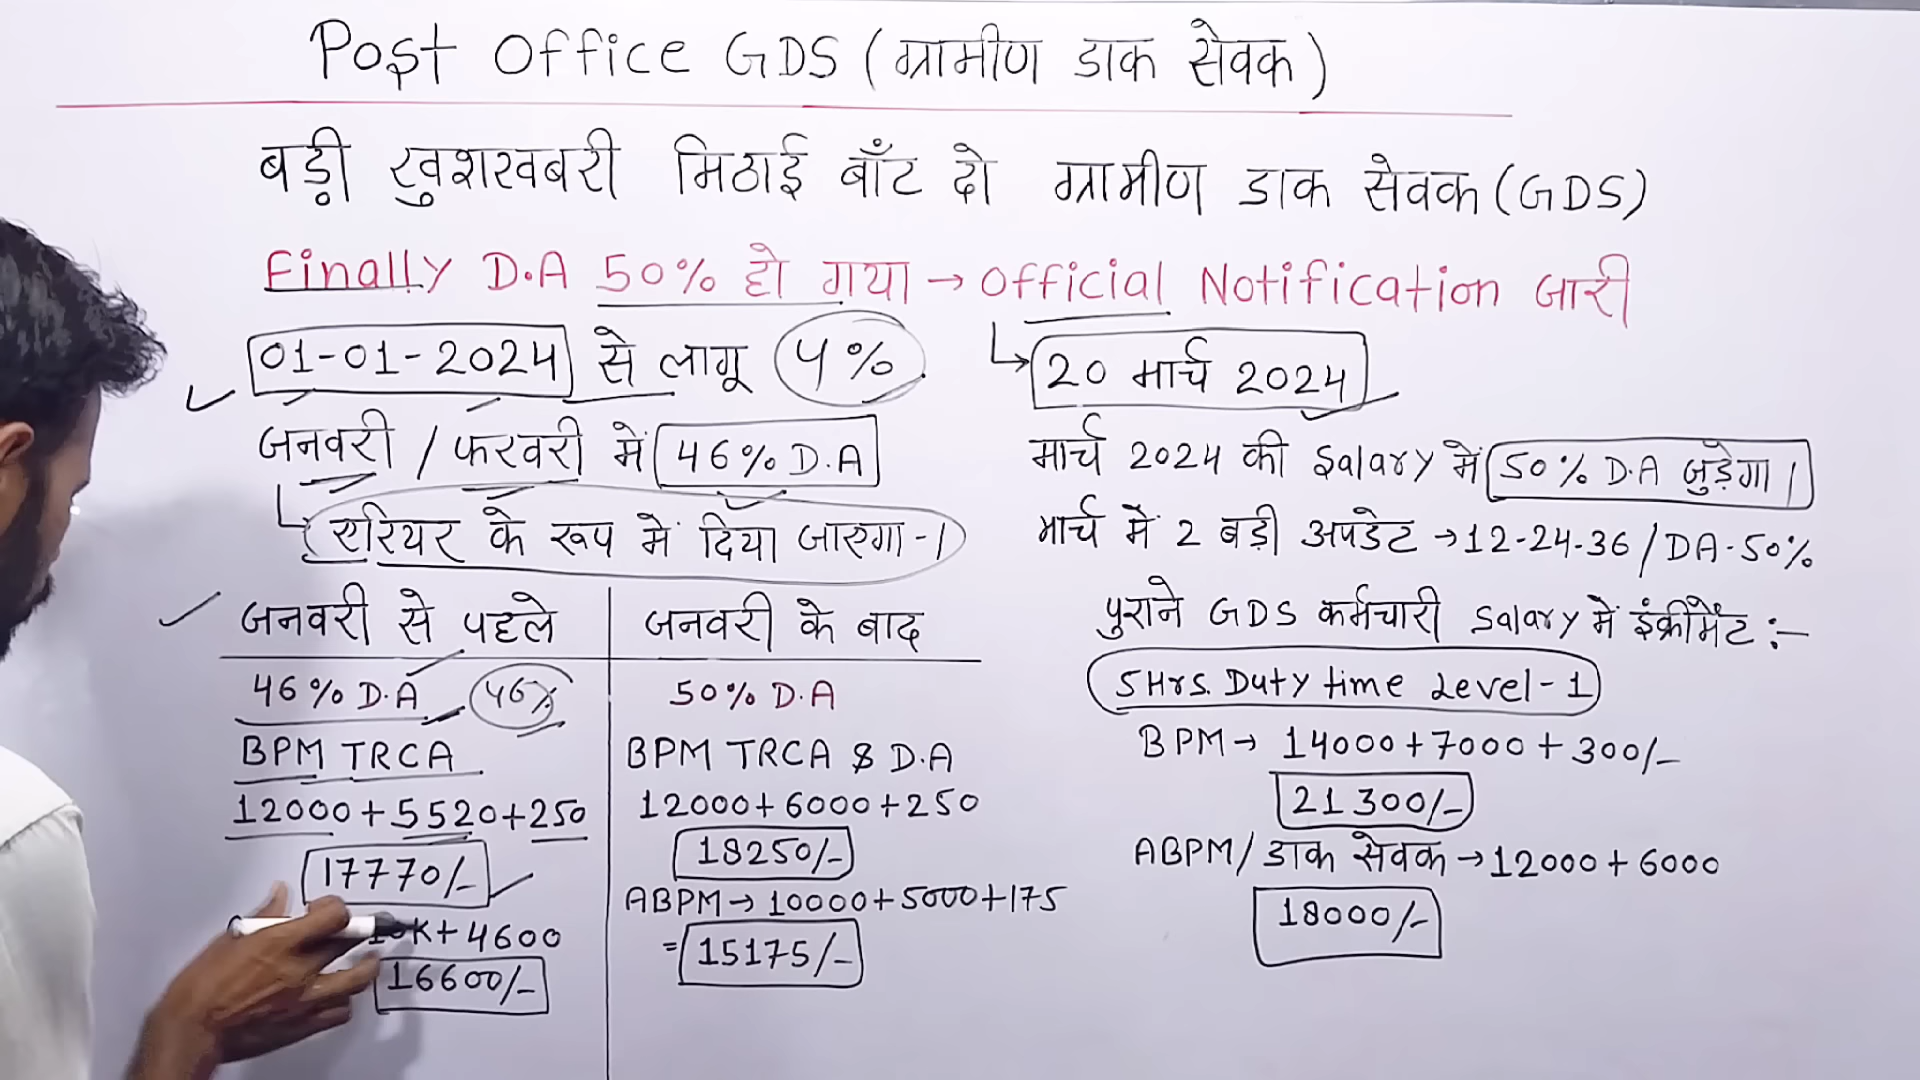 Post Office GDS (ग्रामीण डाक सेवक)
बड़ी खुशखबरी मिठाई बाँट दो ग्रामीण डाक सेवक (GDS)
Finally D.A 50% हो गया → Official Notification जारी
01-01-2024 से लागू 4%
जनवरी / फरवरी में 46% D.A
एरियर के रूप में दिया जाएगा-।
जनवरी से पहले
46% D.A 46%
BPM TRCA
12000+5520+250
17770/-
10K+4600
16600/-
जनवरी के बाद
50% D.A
BPM TRCA $ D.A
12000+6000+250
18250/-
ABPM→10000+5000+175
=15175/-
20 मार्च 2024
मार्च 2024 की Salary में 50% D.A जुड़ेगा।
मार्च में 2 बड़ी अपडेट →12-24-36/DA-50%
पुराने GDS कर्मचारी Salary में इंक्रीमेंट:-
5Hrs. Duty time Level-1
BPM→ 14000+7000+300/-
21300/-
ABPM/डाक सेवक→12000+6000
18000/-